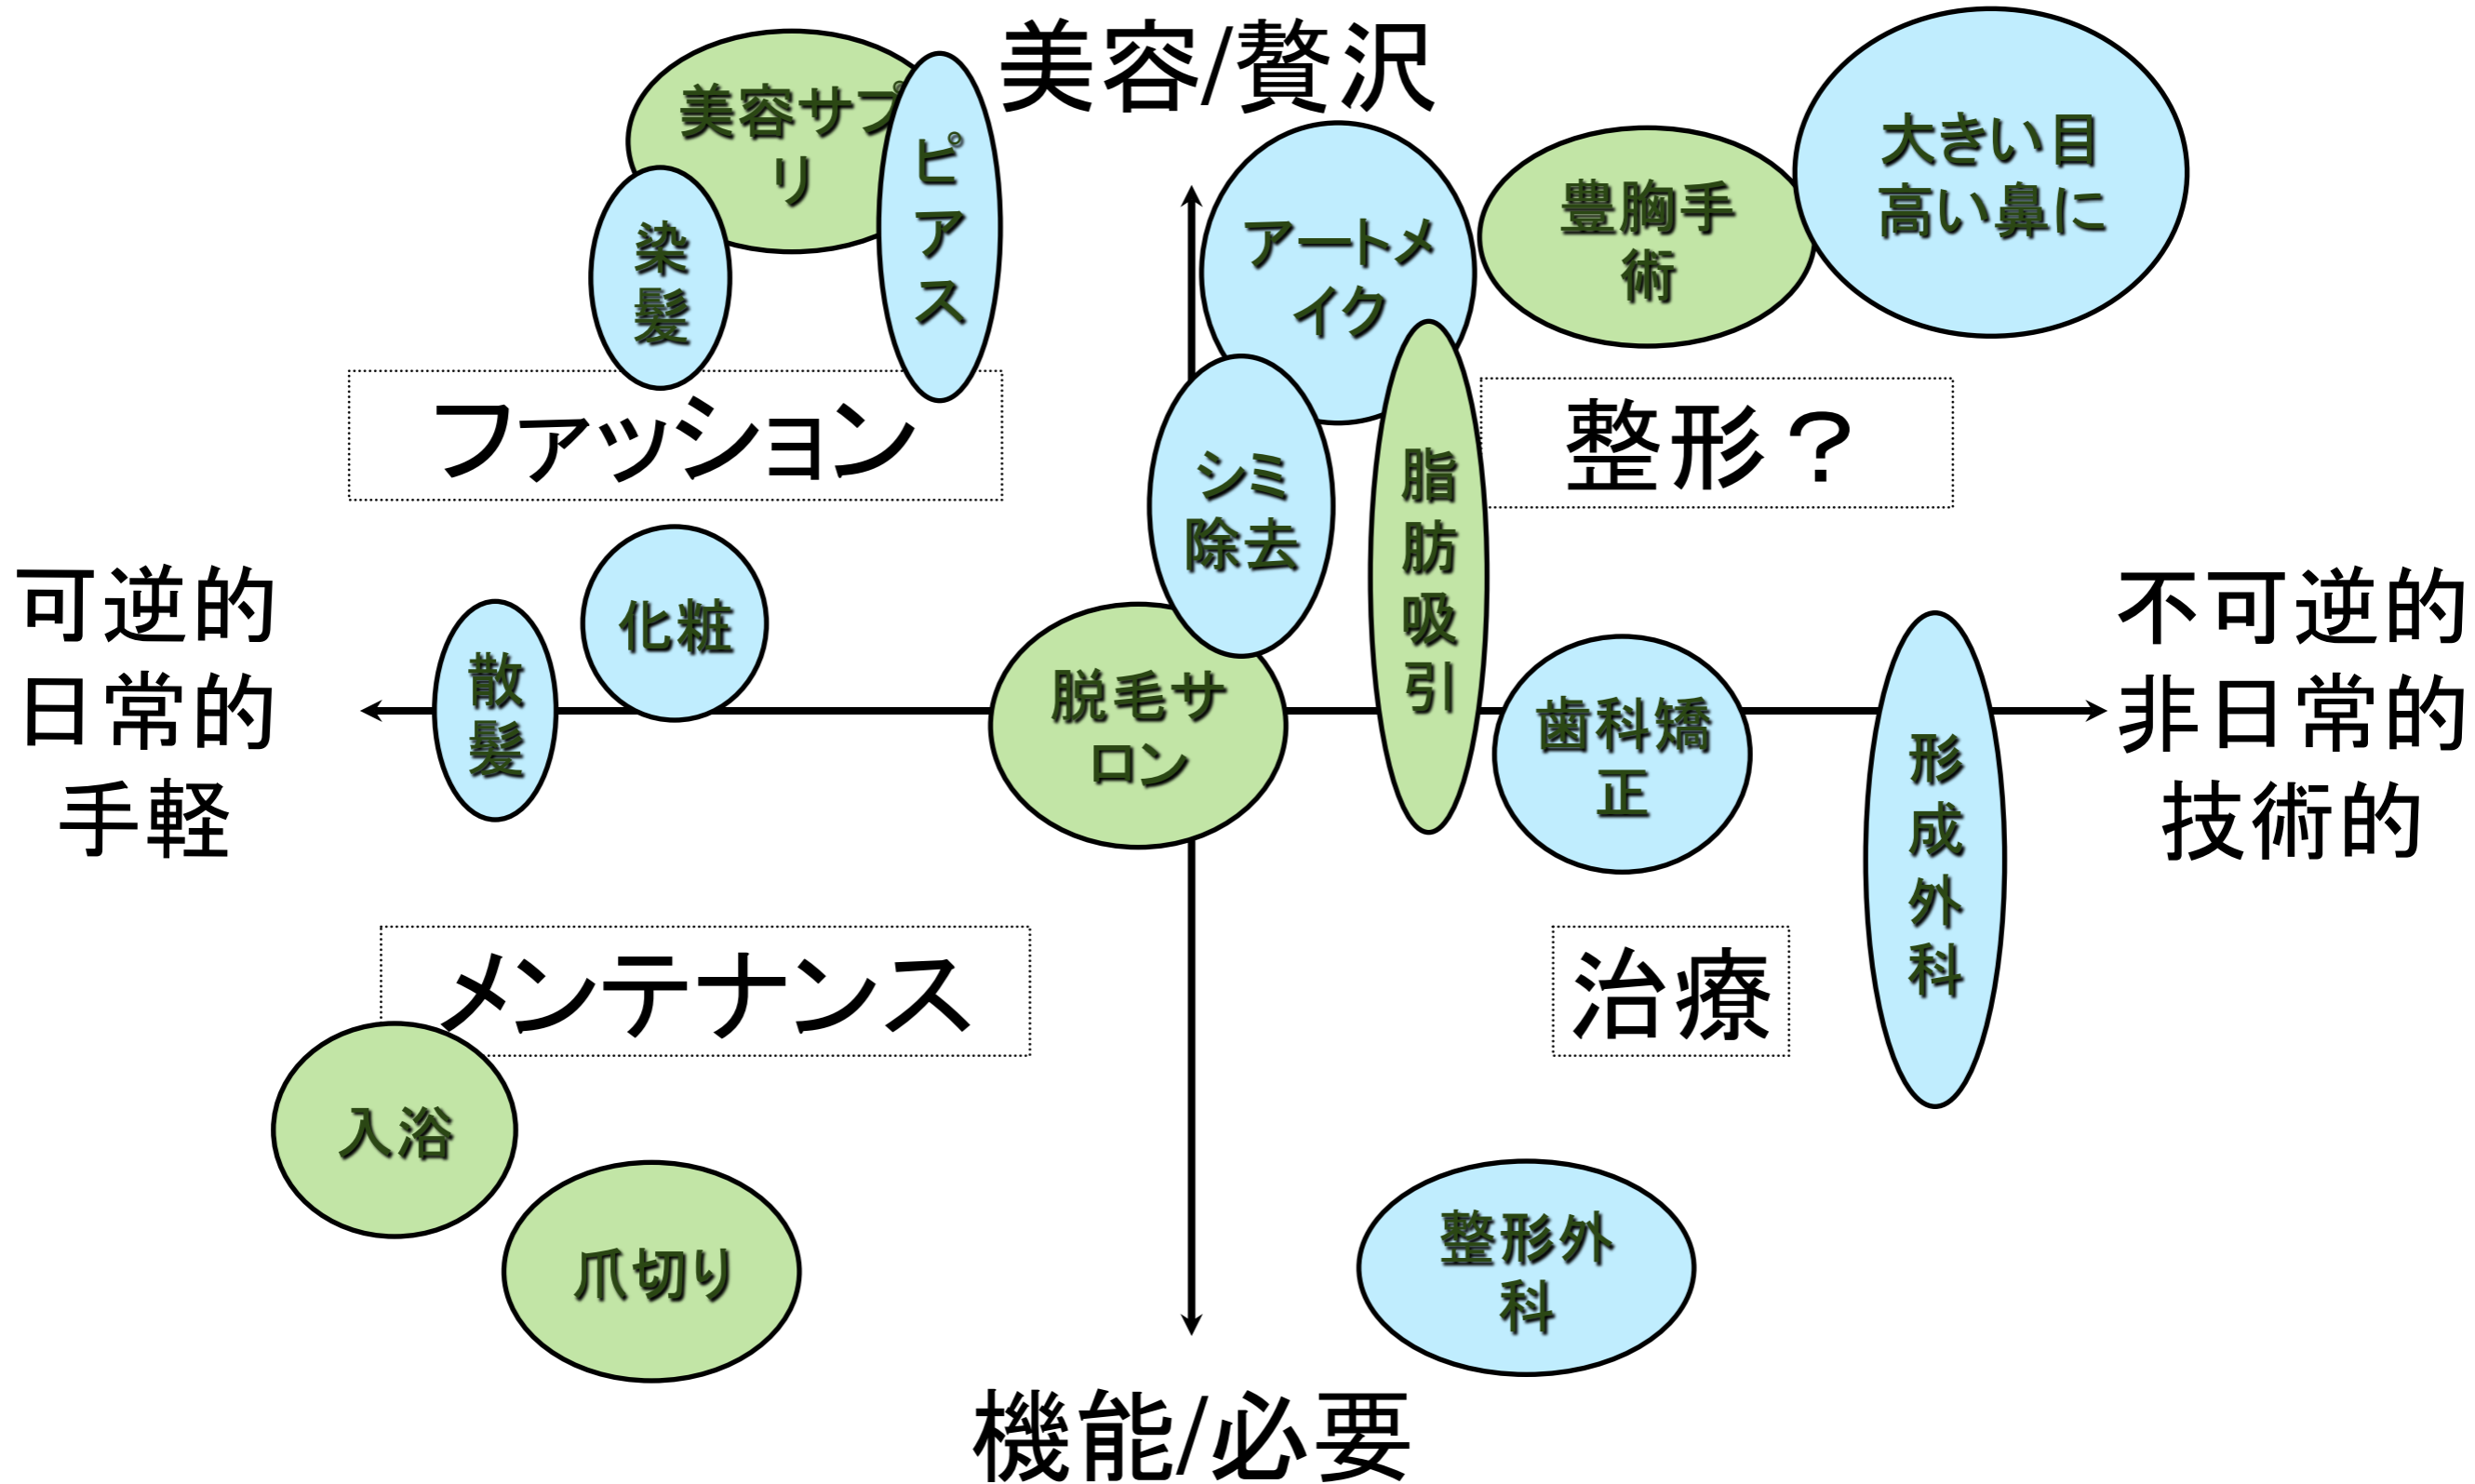 美容/贅沢
美容サプ
リ
ピ
ア
ス
染
髪
アートメ
イク
豊胸手
術
大きい目
高い鼻に
ファッション
整形？
シミ
除去
脂
肪
吸
引
可逆的
日常的
手軽
散
髪
化粧
脱毛サ
ロン
歯科矯
正
形
成
外
科
不可逆的
非日常的
技術的
メンテナンス
治療
入浴
爪切り
整形外
科
機能/必要